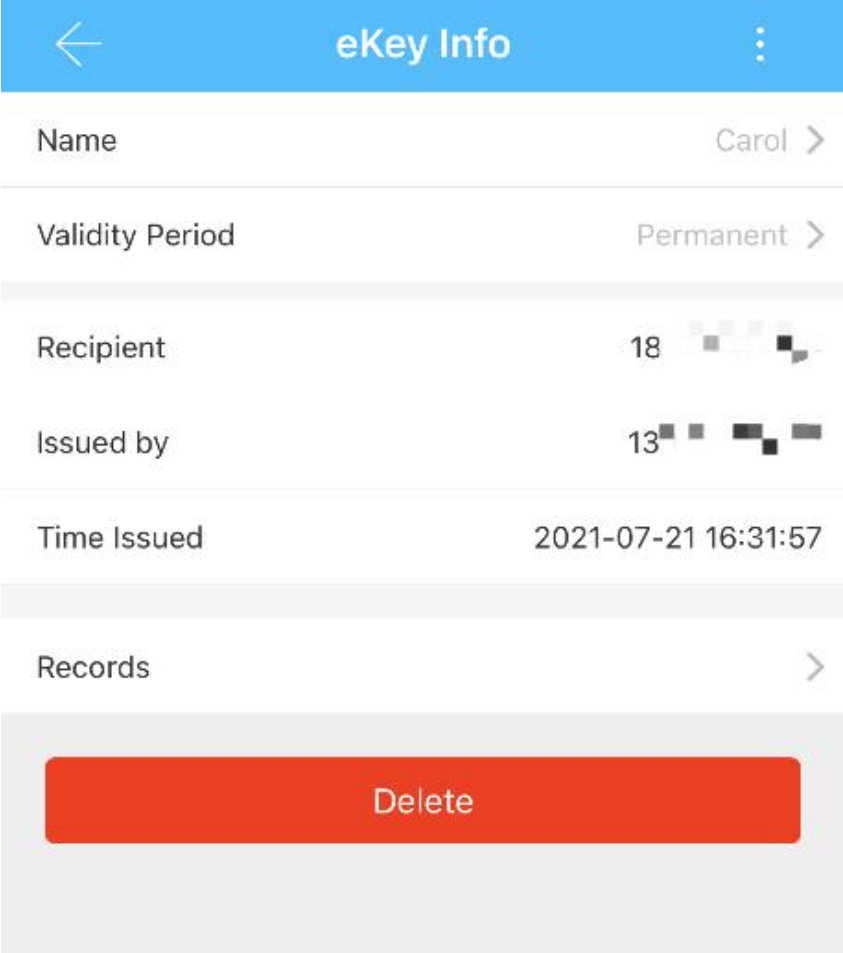 eKey Info
Name Carol
Validity Period Permanent
Recipient 18
Issued by 13
Time Issued 2021-07-21 16:31:57
Records
Delete